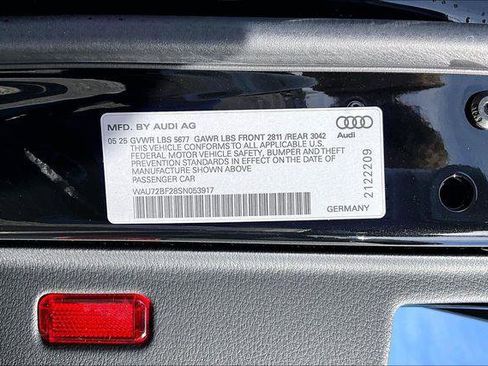 MFD. BY AUDI AG
05 25 GVWR LBS 5677 GAWR LBS FRONT 2811 /REAR 3042
THIS VEHICLE CONFORMS TO ALL APPLICABLE U.S.
FEDERAL MOTOR VEHICLE SAFETY, BUMPER AND THEFT
PREVENTION STANDARDS IN EFFECT ON THE DATE OF
MANUFACTURE SHOWN ABOVE.
PASSENGER CAR
WAU72BF28SN053917
Audi
2122209
GERMANY